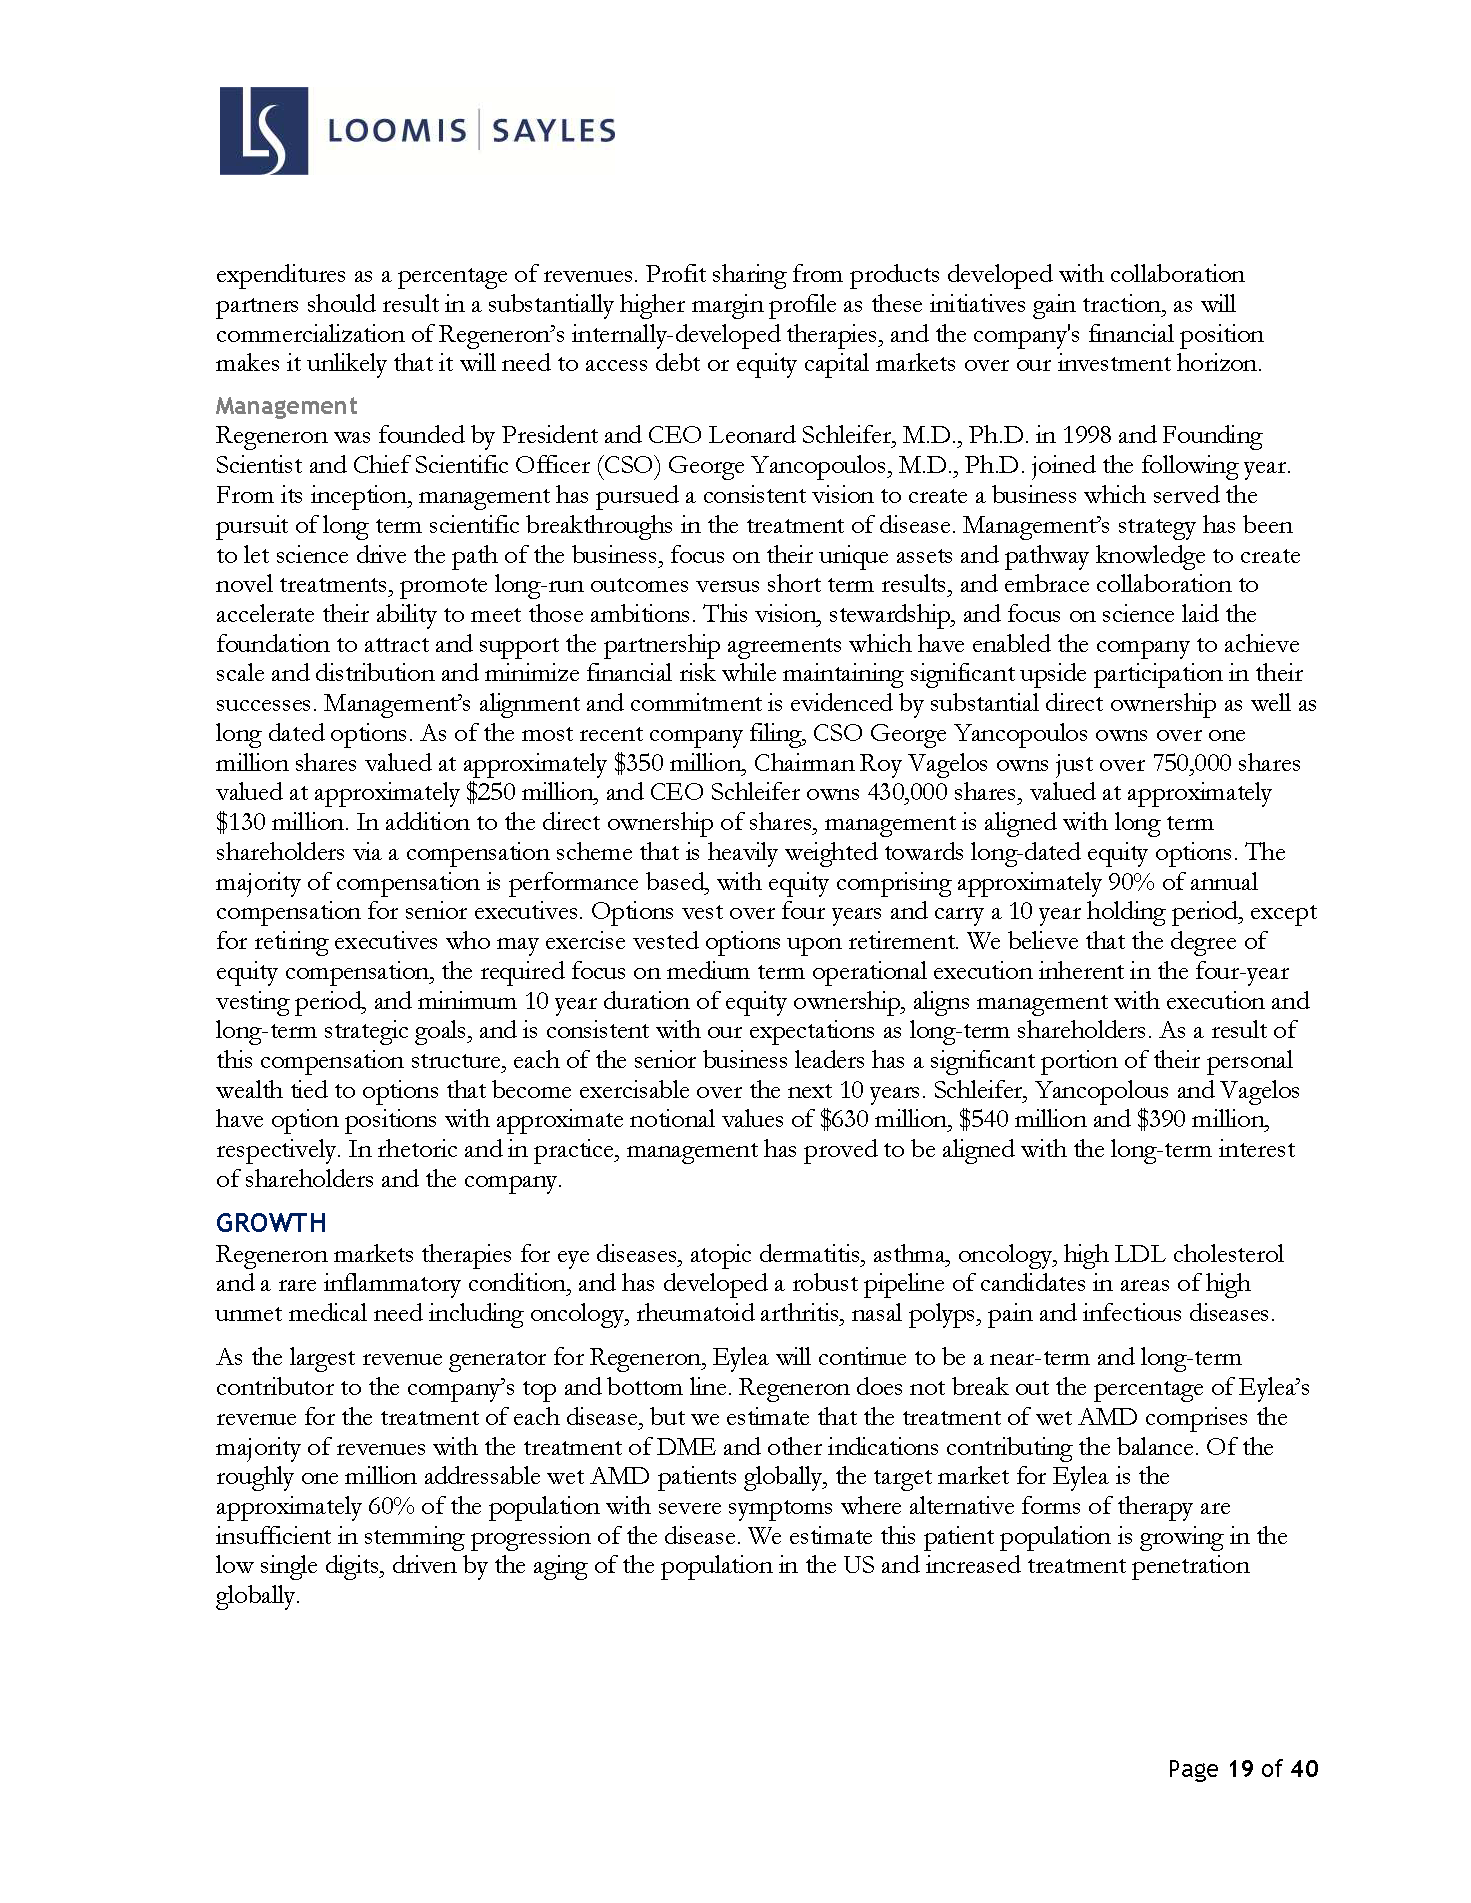 LS LOOMIS | SAYLES
expenditures as a percentage of revenues. Profit sharing from products developed with collaboration
partners should result in a substantially higher margin profile as these initiatives gain traction, as will
commercialization of Regeneron’s internally-developed therapies, and the company's financial position
makes it unlikely that it will need to access debt or equity capital markets over our investment horizon.
Management
Regeneron was founded by President and CEO Leonard Schleifer, M.D., Ph.D. in 1998 and Founding
Scientist and Chief Scientific Officer (CSO) George Yancopoulos, M.D., Ph.D. joined the following year.
From its inception, management has pursued a consistent vision to create a business which served the
pursuit of long term scientific breakthroughs in the treatment of disease. Management’s strategy has been
to let science drive the path of the business, focus on their unique assets and pathway knowledge to create
novel treatments, promote long-run outcomes versus short term results, and embrace collaboration to
accelerate their ability to meet those ambitions. This vision, stewardship, and focus on science laid the
foundation to attract and support the partnership agreements which have enabled the company to achieve
scale and distribution and minimize financial risk while maintaining significant upside participation in their
successes. Management’s alignment and commitment is evidenced by substantial direct ownership as well as
long dated options. As of the most recent company filing, CSO George Yancopoulos owns over one
million shares valued at approximately $350 million, Chairman Roy Vagelos owns just over 750,000 shares
valued at approximately $250 million, and CEO Schleifer owns 430,000 shares, valued at approximately
$130 million. In addition to the direct ownership of shares, management is aligned with long term
shareholders via a compensation scheme that is heavily weighted towards long-dated equity options. The
majority of compensation is performance based, with equity comprising approximately 90% of annual
compensation for senior executives. Options vest over four years and carry a 10 year holding period, except
for retiring executives who may exercise vested options upon retirement. We believe that the degree of
equity compensation, the required focus on medium term operational execution inherent in the four-year
vesting period, and minimum 10 year duration of equity ownership, aligns management with execution and
long-term strategic goals, and is consistent with our expectations as long-term shareholders. As a result of
this compensation structure, each of the senior business leaders has a significant portion of their personal
wealth tied to options that become exercisable over the next 10 years. Schleifer, Yancopolous and Vagelos
have option positions with approximate notional values of $630 million, $540 million and $390 million,
respectively. In rhetoric and in practice, management has proved to be aligned with the long-term interest
of shareholders and the company.
GROWTH
Regeneron markets therapies for eye diseases, atopic dermatitis, asthma, oncology, high LDL cholesterol
and a rare inflammatory condition, and has developed a robust pipeline of candidates in areas of high
unmet medical need including oncology, rheumatoid arthritis, nasal polyps, pain and infectious diseases.
As the largest revenue generator for Regeneron, Eylea will continue to be a near-term and long-term
contributor to the company’s top and bottom line. Regeneron does not break out the percentage of Eylea’s
revenue for the treatment of each disease, but we estimate that the treatment of wet AMD comprises the
majority of revenues with the treatment of DME and other indications contributing the balance. Of the
roughly one million addressable wet AMD patients globally, the target market for Eylea is the
approximately 60% of the population with severe symptoms where alternative forms of therapy are
insufficient in stemming progression of the disease. We estimate this patient population is growing in the
low single digits, driven by the aging of the population in the US and increased treatment penetration
globally.
Page 19 of 40